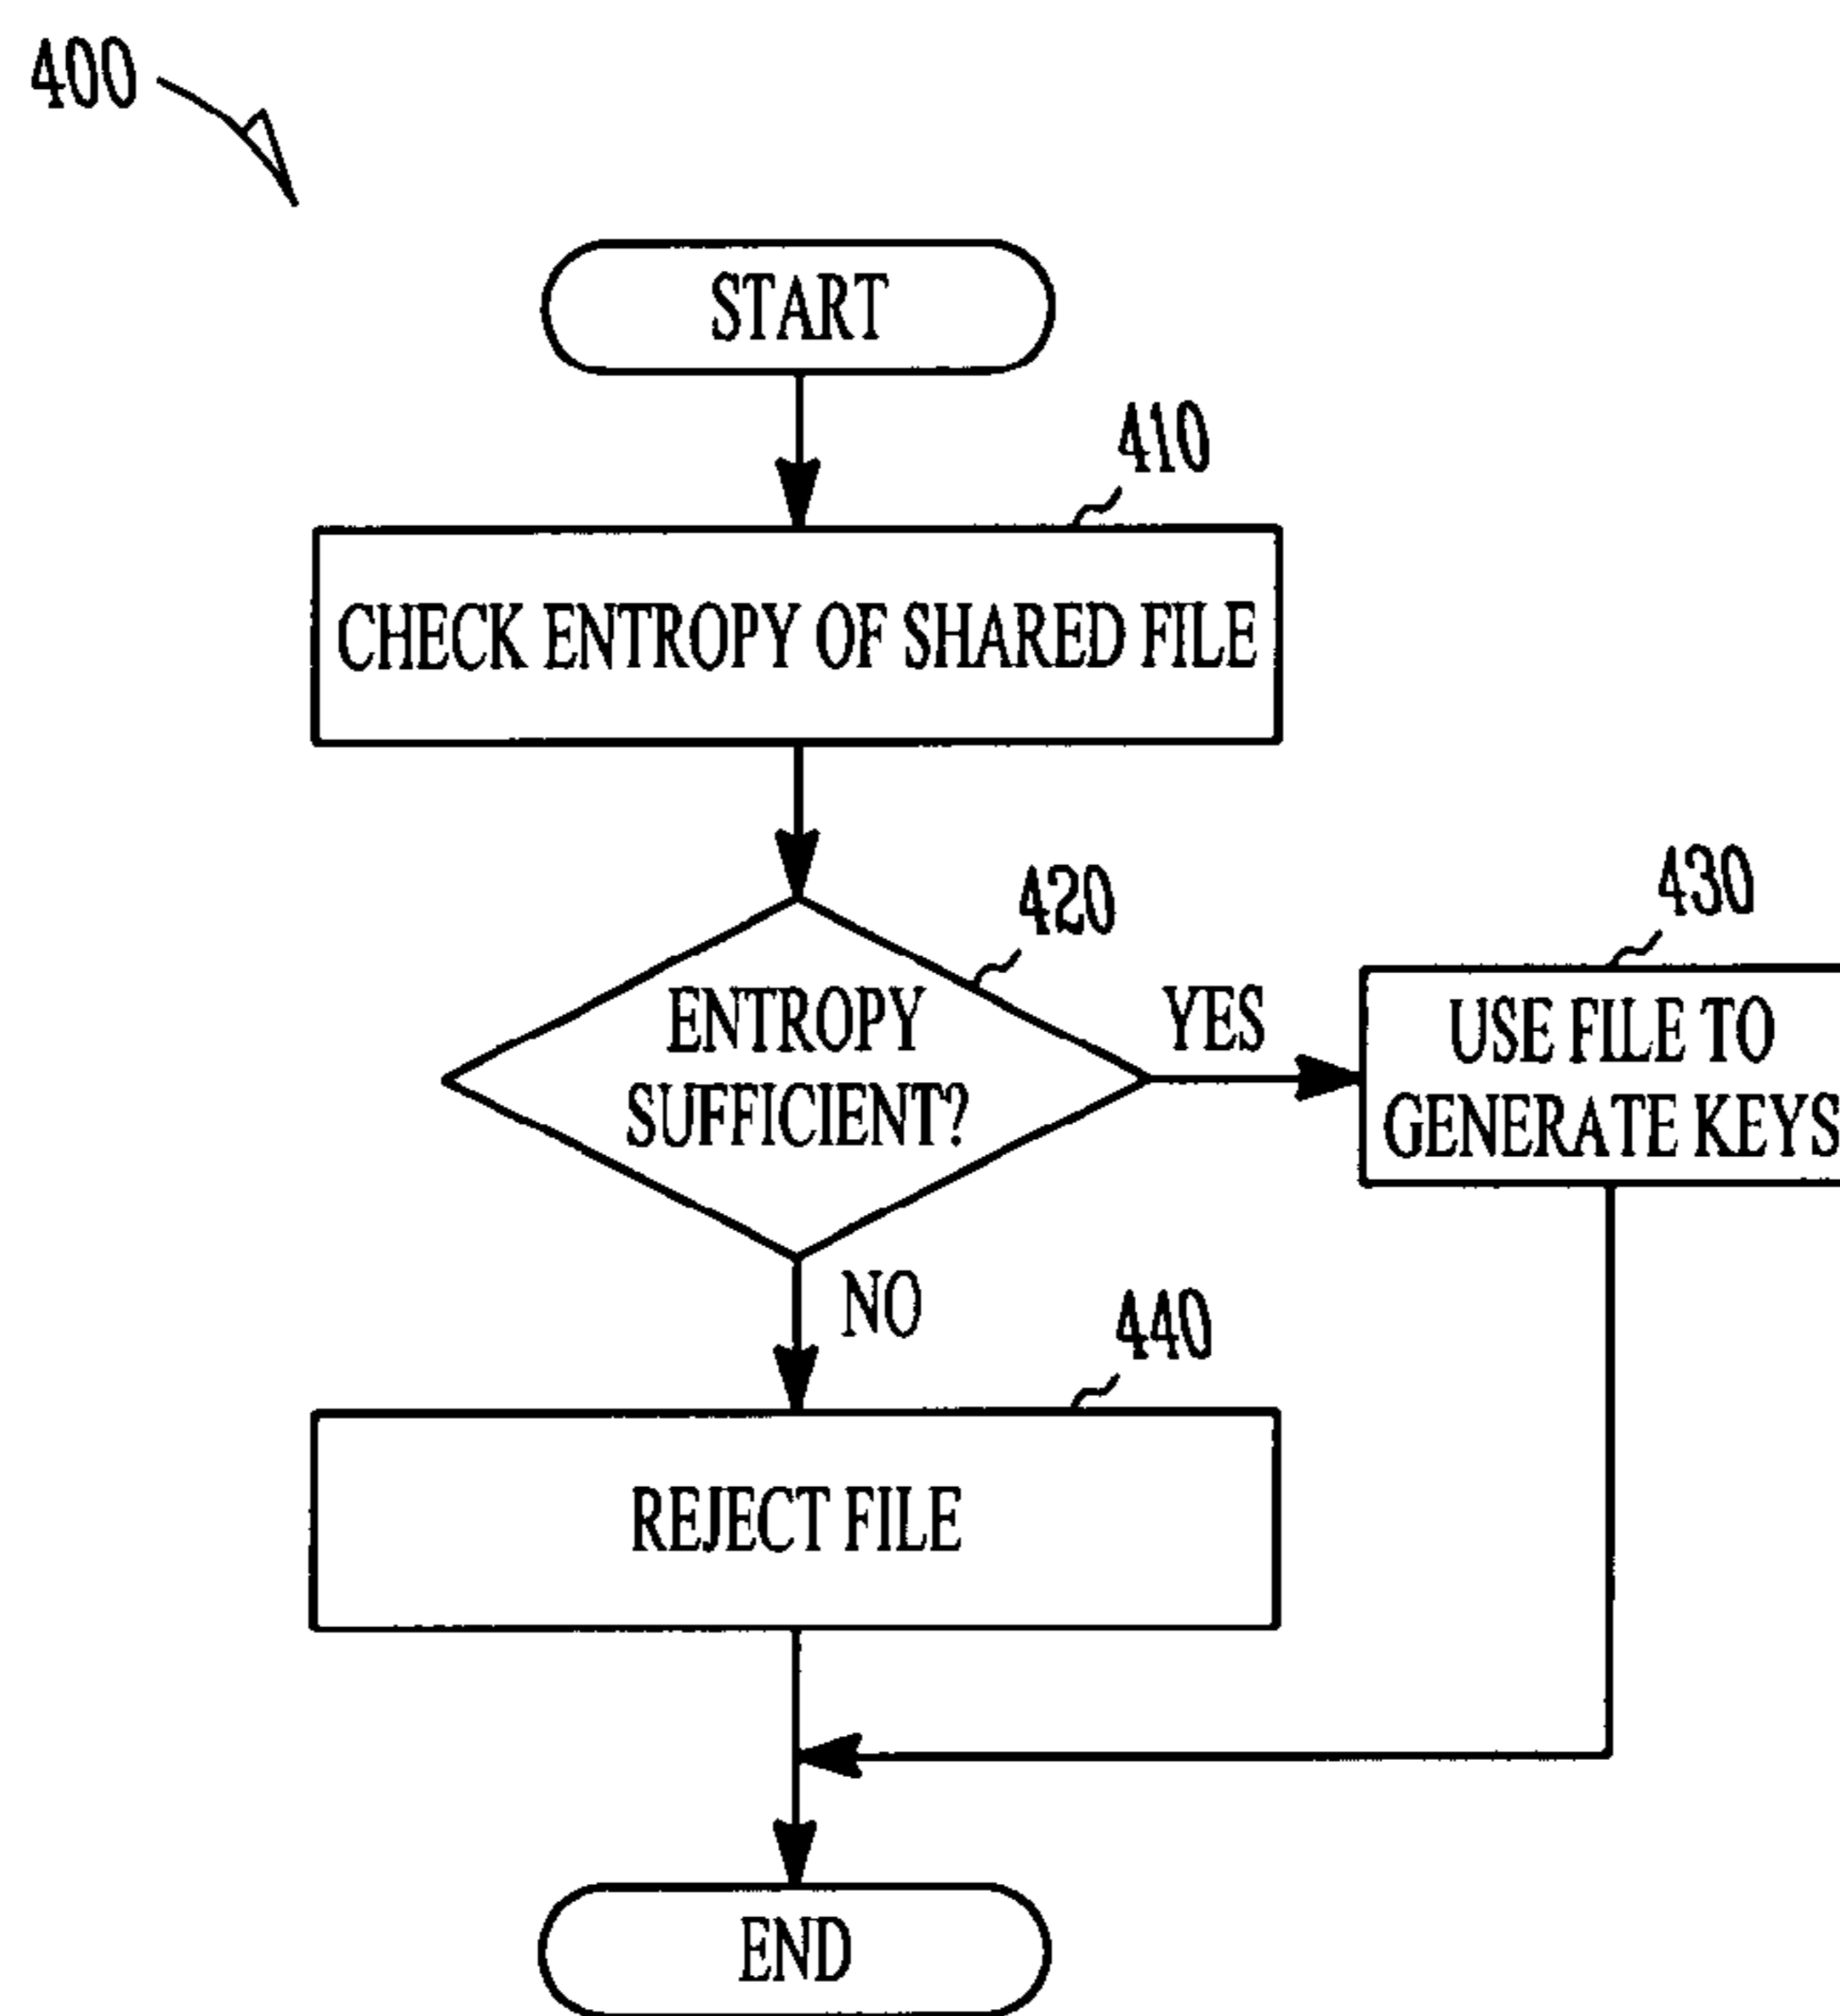 400
START
410
CHECK ENTROPY OF SHARED FILE
420
ENTROPY
SUFFICIENT?
YES
430
USE FILE TO
GENERATE KEYS
NO
440
REJECT FILE
END